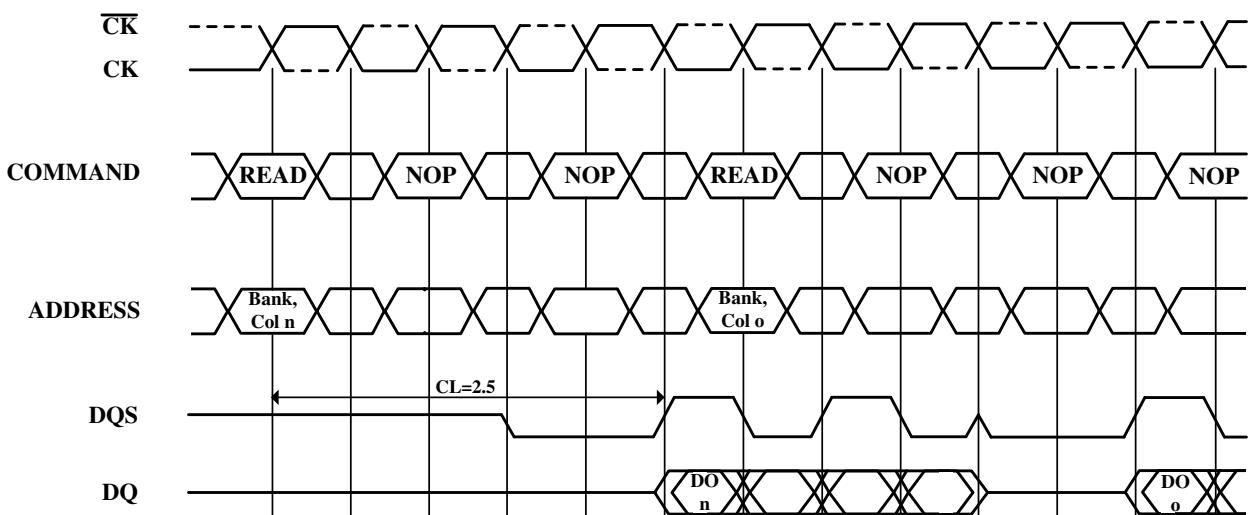 CK
CK
COMMAND
READ NOP NOP READ NOP NOP NOP
ADDRESS
Bank,
Col n
Bank,
Col o
CL=2.5
DQS
DQ
DO
n
DO
o